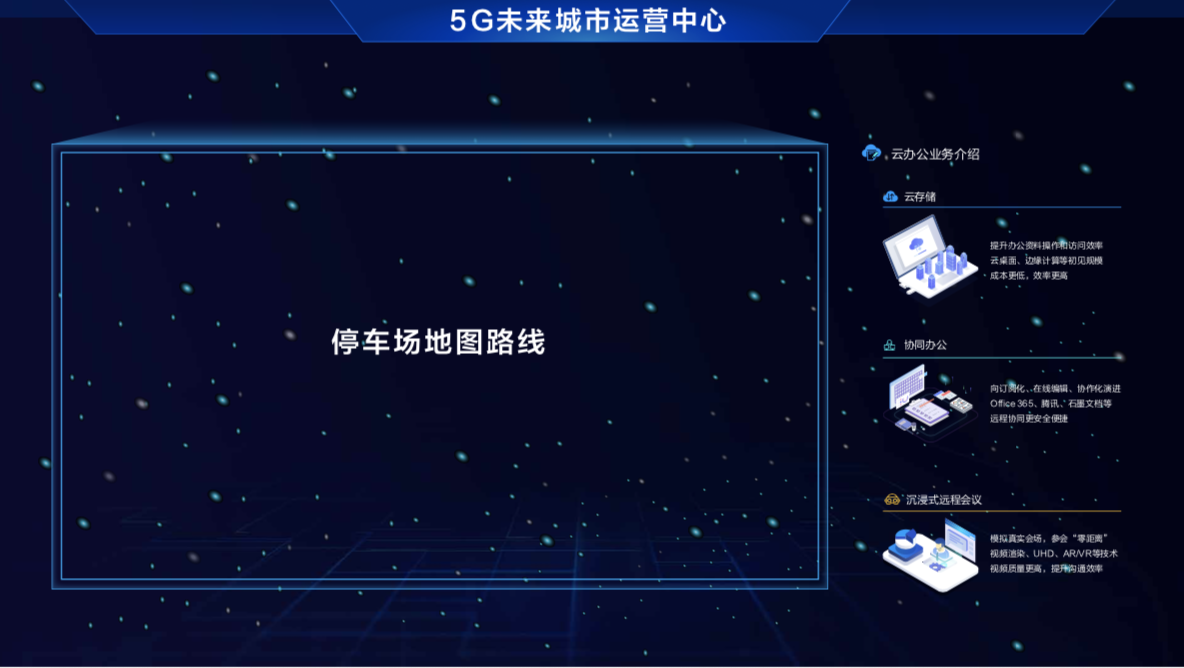 5G未来城市运营中心
停车场地图路线
云办公业务介绍
云存储
提升办公资料操作和访问效率
云桌面、边缘计算等初见规模
成本更低，效率更高
协同办公
向订阅化、在线编辑、协作化演进
Office 365、腾讯、石墨文档等
远程协同更安全便捷
沉浸式远程会议
模拟真实会场，参会“零距离”
视频渲染、UHD、AR/VR等技术
视频质量更高，提升沟通效率